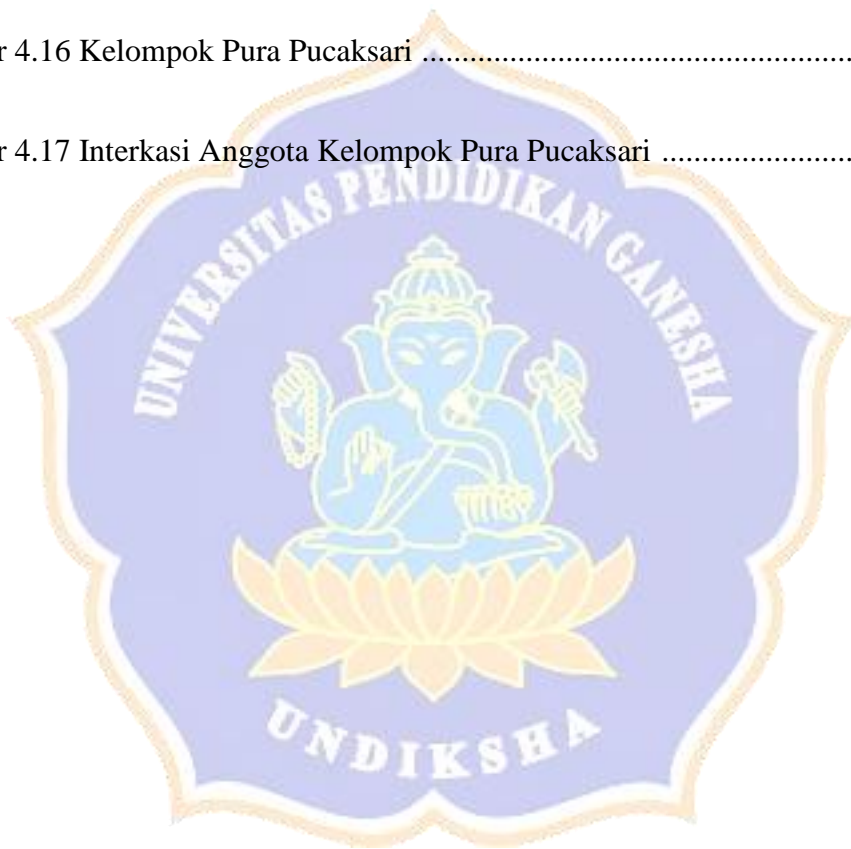 r 4.16 Kelompok Pura Pucaksari ....................................................
r 4.17 Interkasi Anggota Kelompok Pura Pucaksari .......................
UNIVERSITAS PENDIDIKAN GANESHA
UNDIKSHA